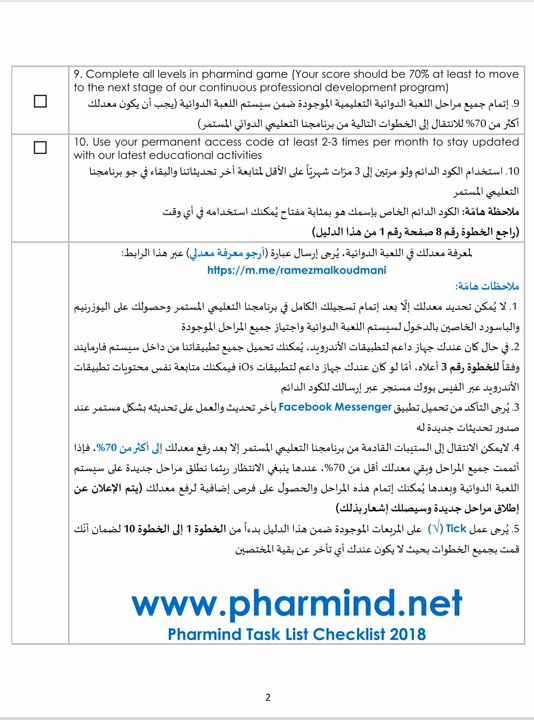 9. Complete all levels in pharmind game (Your score should be 70% at least to move
to the next stage of our continuous professional development program)
9. إتمام جميع مراحل اللعبة الدوائية التعليمية الموجودة ضمن سيستم اللعبة الدوائية (يجب أن يكون معدلك
أكثر من 70% للانتقال إلى الخطوات التالية من برنامجنا التعليمي الدوائي المستمر)
10. Use your permanent access code at least 2-3 times per month to stay updated
with our latest educational activities
10. استخدام الكود الدائم ولو مرتين إلى 3 مرّات شهريّاً على الأقل لمتابعة آخر تحديثاتنا والبقاء في جو برنامجنا
التعليمي المستمر
ملاحظة هامّة: الكود الدائم الخاص بإسمك هو بمثابة مفتاح يُمكنك استخدامه في أي وقت
(راجع الخطوة رقم 8 صفحة رقم 1 من هذا الدليل)
لمعرفة معدلك في اللعبة الدوائية، يُرجى إرسال عبارة (أرجو معرفة معدلي) عبر هذا الرابط:
https://m.me/ramezmalkoudmani
ملاحظات هامّة:
1. لا يُمكن تحديد معدلك إلّا بعد إتمام تسجيلك الكامل في برنامجنا التعليمي المستمر وحصولك على اليوزرنيم
والباسورد الخاصين بالدخول لسيستم اللعبة الدوائية واجتياز جميع المراحل الموجودة
2. في حال كان عندك جهاز داعم لتطبيقات الأندرويد، يُمكنك تحميل جميع تطبيقاتنا من داخل سيستم فارمايند
وفقاً للخطوة رقم 3 أعلاه، أمّا لو كان عندك جهاز داعم لتطبيقات iOs فيمكنك متابعة نفس محتويات تطبيقات
الأندرويد عبر الفيس بووك مسنجر عبر إرسالك للكود الدائم
3. يُرجى التأكد من تحميل تطبيق Facebook Messenger بآخر تحديث والعمل على تحديثه بشكل مستمر عند
صدور تحديثات جديدة له
4. لايمكن الانتقال إلى الستيبات القادمة من برنامجنا التعليمي المستمر إلا بعد رفع معدلك إلى أكثر من 70%، فإذا
أتممت جميع المراحل وبقي معدلك أقل من 70%، عندها ينبغي الانتظار ريثما نطلق مراحل جديدة على سيستم
اللعبة الدوائية وبعدها يُمكنك إتمام هذه المراحل والحصول على فرص إضافية لرفع معدلك (يتم الإعلان عن
إطلاق مراحل جديدة وسيصلك إشعار بذلك)
5. يُرجى عمل Tick (√) على المربعات الموجودة ضمن هذا الدليل بدءاً من الخطوة 1 إلى الخطوة 10 لضمان أنّك
قمت بجميع الخطوات بحيث لا يكون عندك أي تأخر عن بقية المختصين
www.pharmind.net
Pharmind Task List Checklist 2018
2